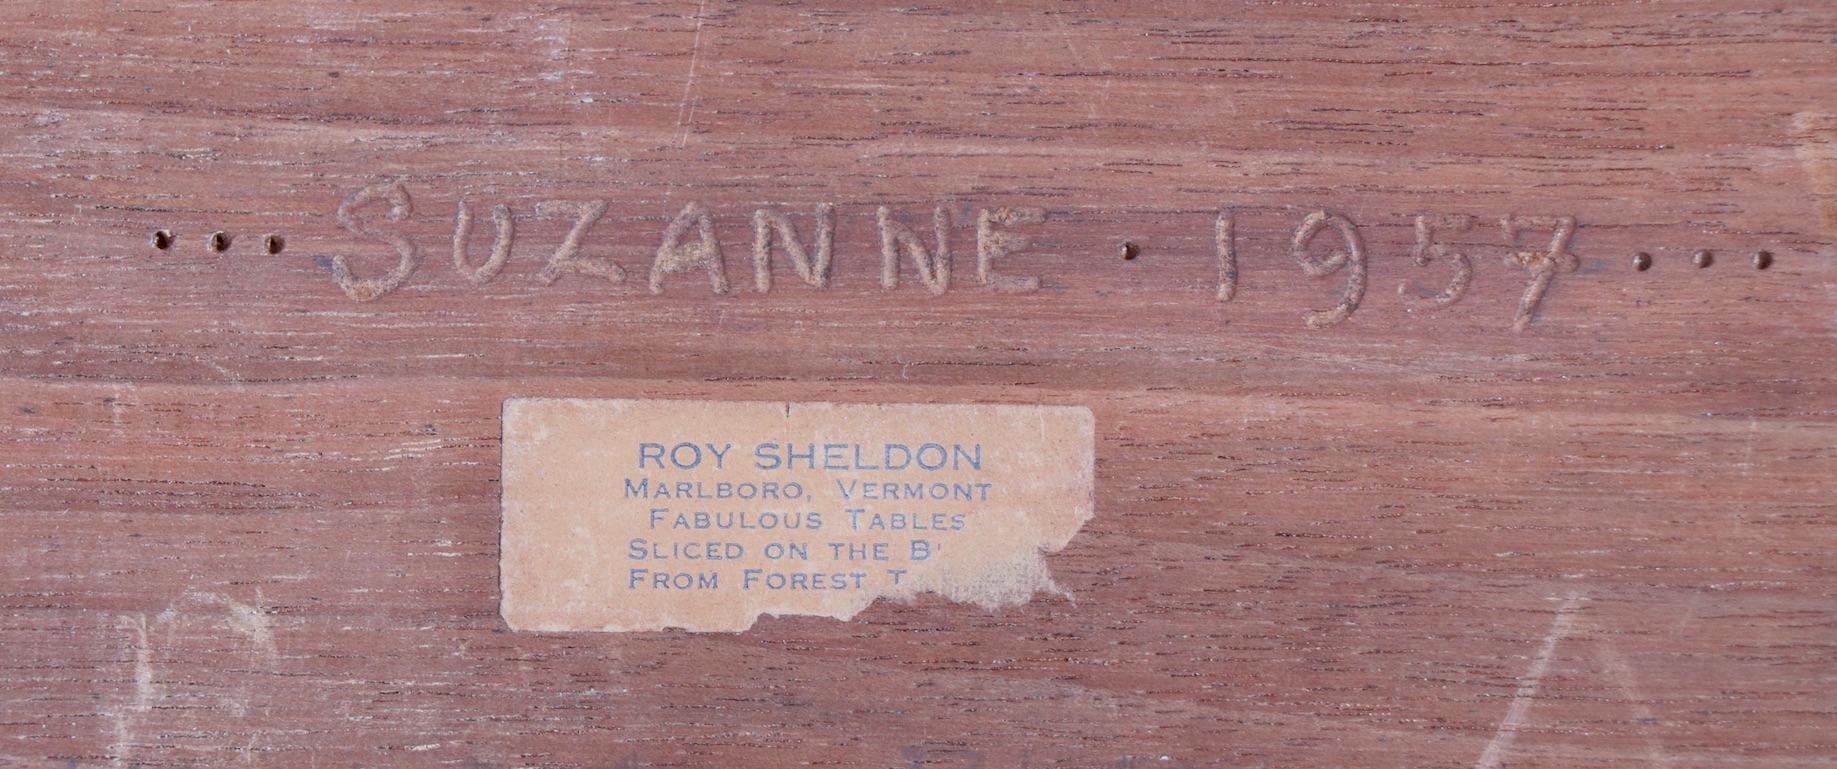 ... SUZANNE · 1957 ...
ROY SHELDON
MARLBORO, VERMONT
FABULOUS TABLES
SLICED ON THE
FROM FOREST